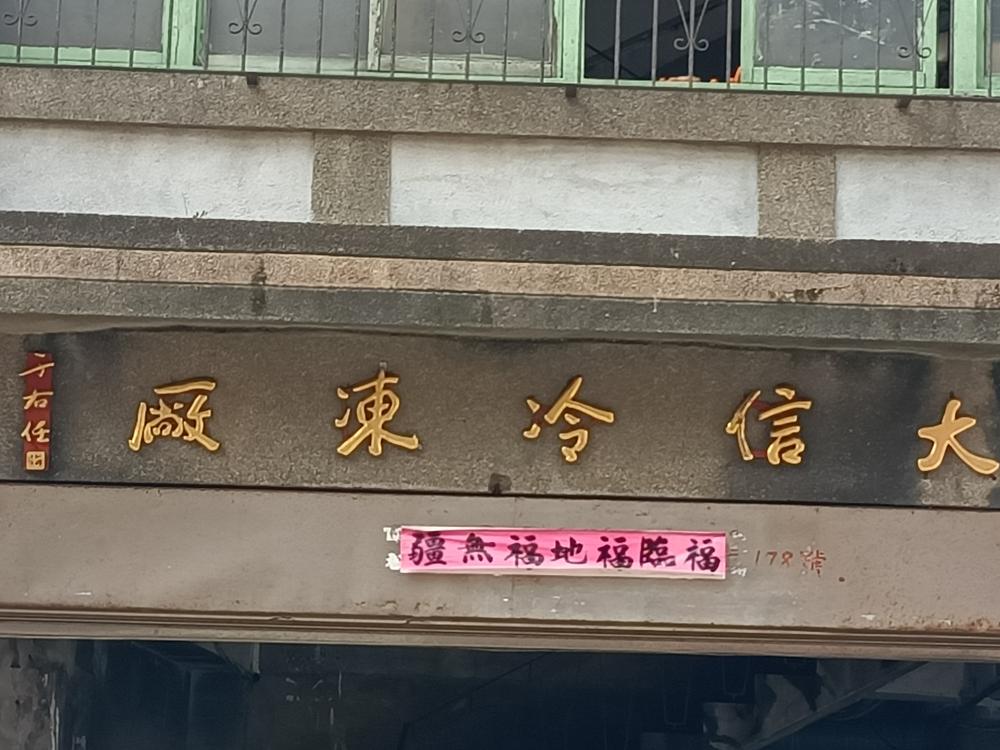 大信冷凍廠
于右任
福臨福地福無疆
178號